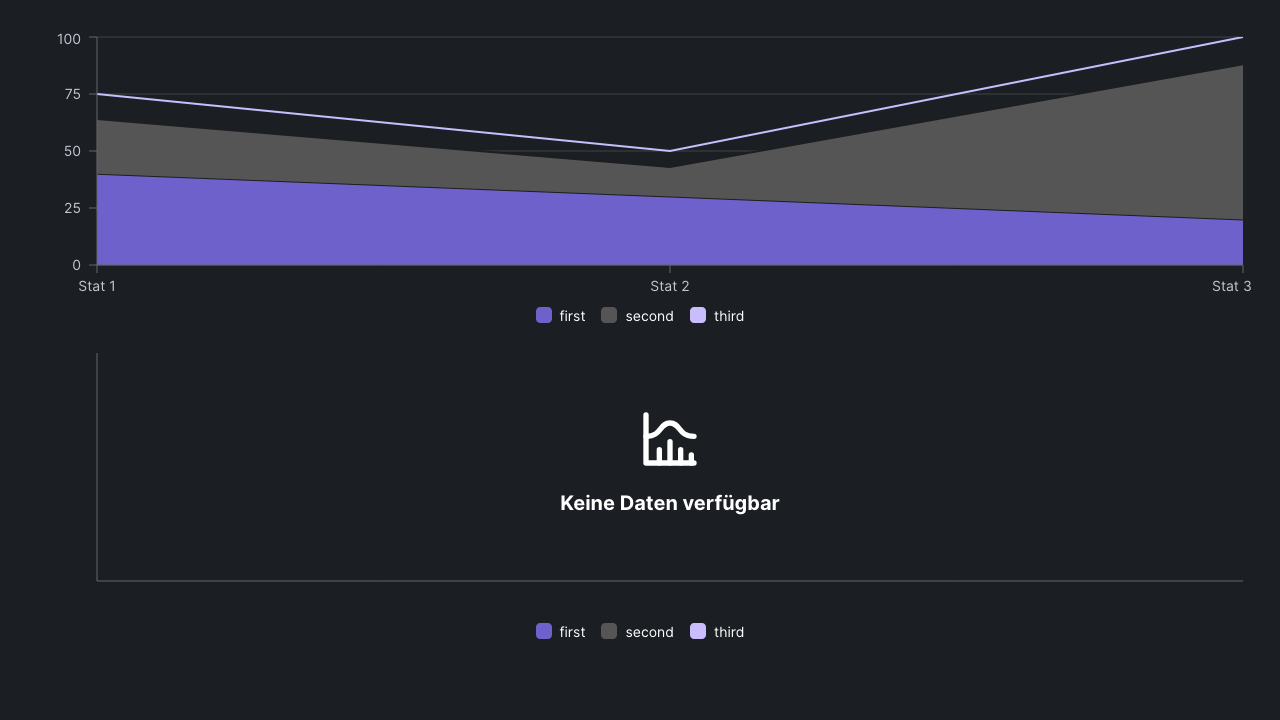 100
75
50
25
0
Stat 1 Stat 2 Stat 3
first second third
Keine Daten verfügbar
first second third